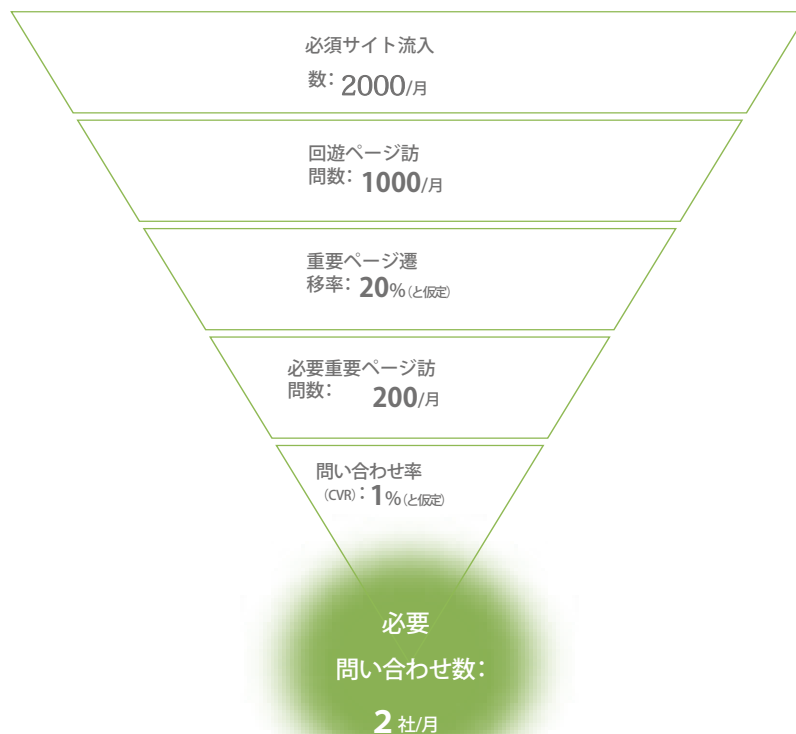 必須サイト流入
数：2000/月
回遊ページ訪
問数：1000/月
重要ページ遷
移率：20%(と仮定)
必要重要ページ訪
問数： 200/月
問い合わせ率
(CVR)：1%(と仮定)
必要
問い合わせ数：
2 社/月